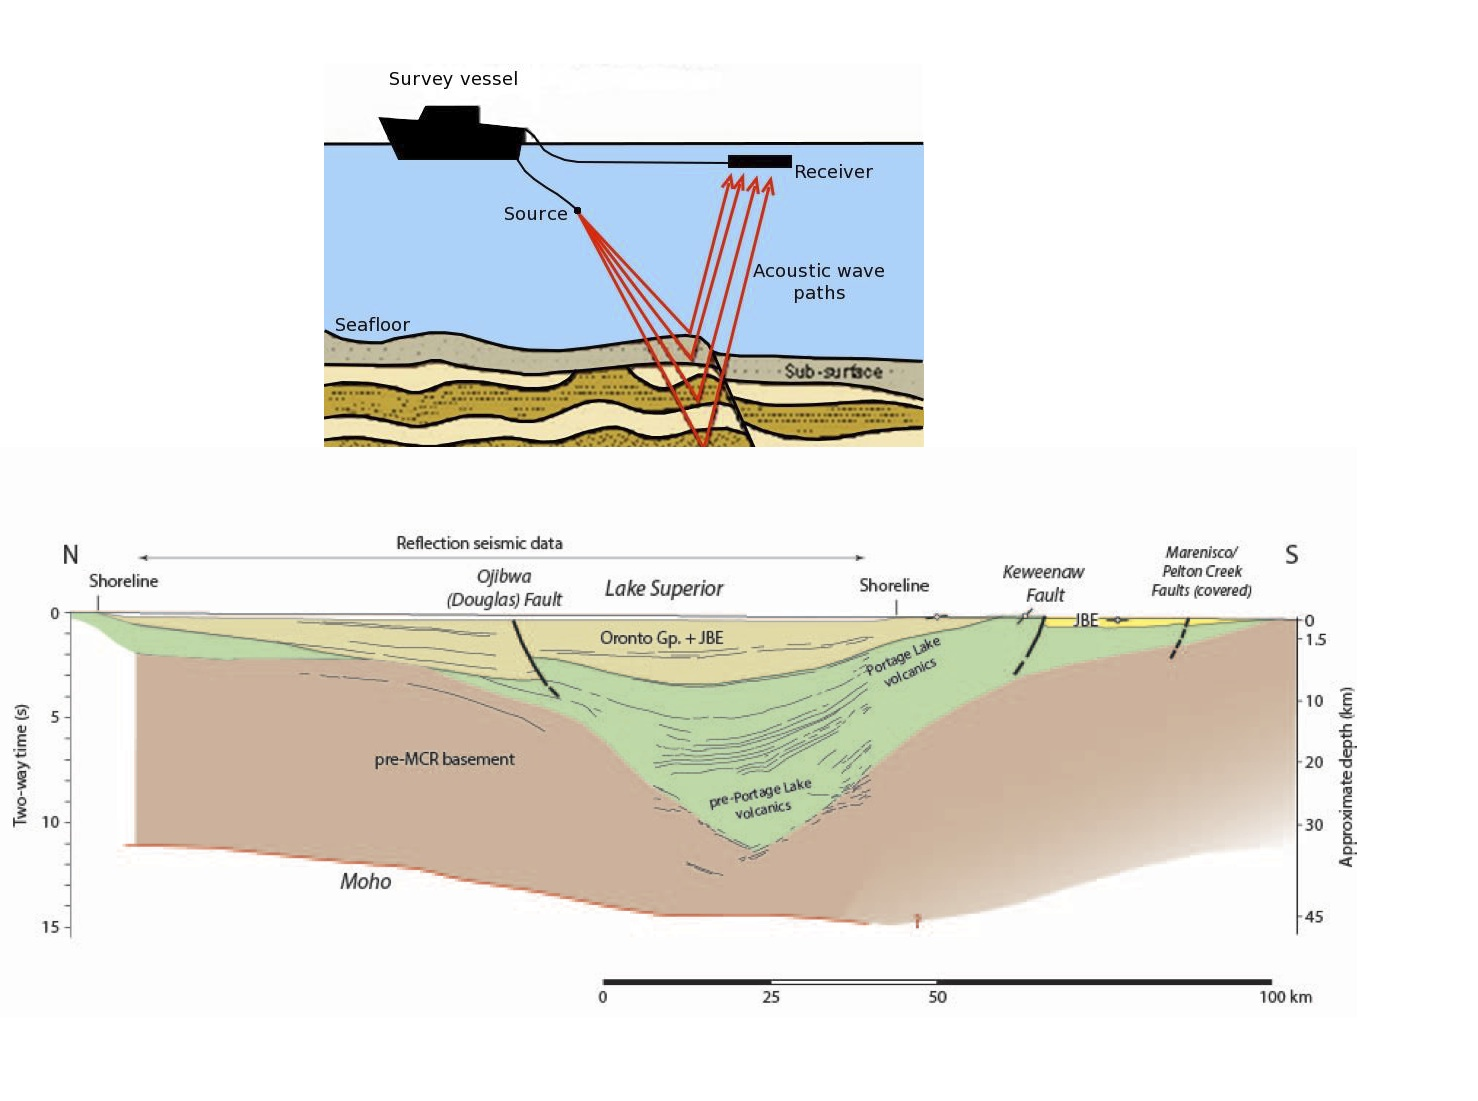 Survey vessel
Receiver
Source
Acoustic wave
paths
Seafloor
Sub-surface
N
Reflection seismic data
S
Shoreline
Ojibwa
(Douglas) Fault
Lake Superior
Shoreline
Keweenaw
Fault
Marenisco/
Pelton Creek
Faults (covered)
0
Oronto Gp. + JBE
JBE
0
1.5
Portage Lake
volcanics
5
10
Two-way time (s)
pre-MCR basement
20
pre-Portage Lake
volcanics
10
30
Approximate depth (km)
Moho
?
15
45
0
25
50
100 km